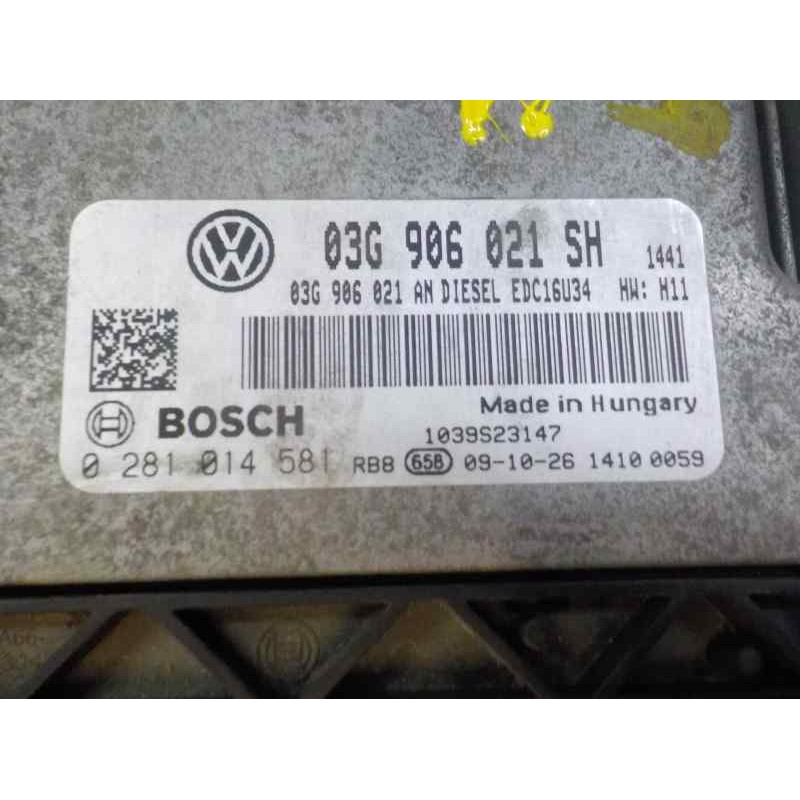 03G 906 021 SH 1441
03G 906 021 AN DIESEL EDC16U34 HW: H11
Made in Hungary
BOSCH
1039S23147
0 281 014 581 RB8 658 09-10-26 1410 0059